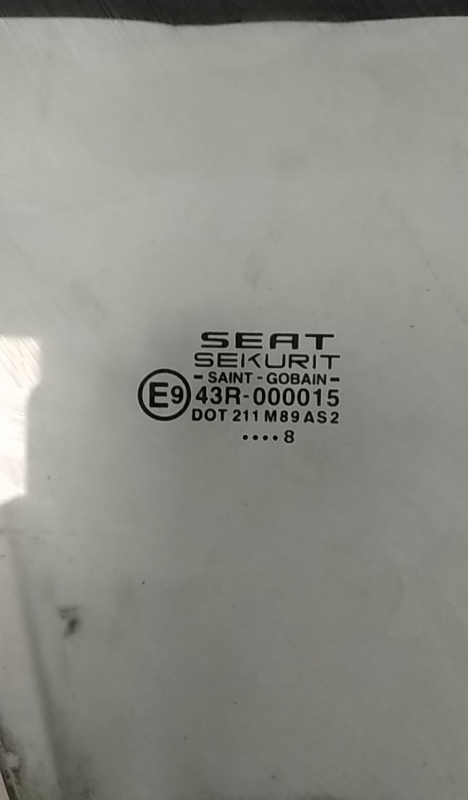 SEAT
SEKURIT
- SAINT - GOBAIN -
E9 43R-000015
DOT 211 M89 AS2
....8